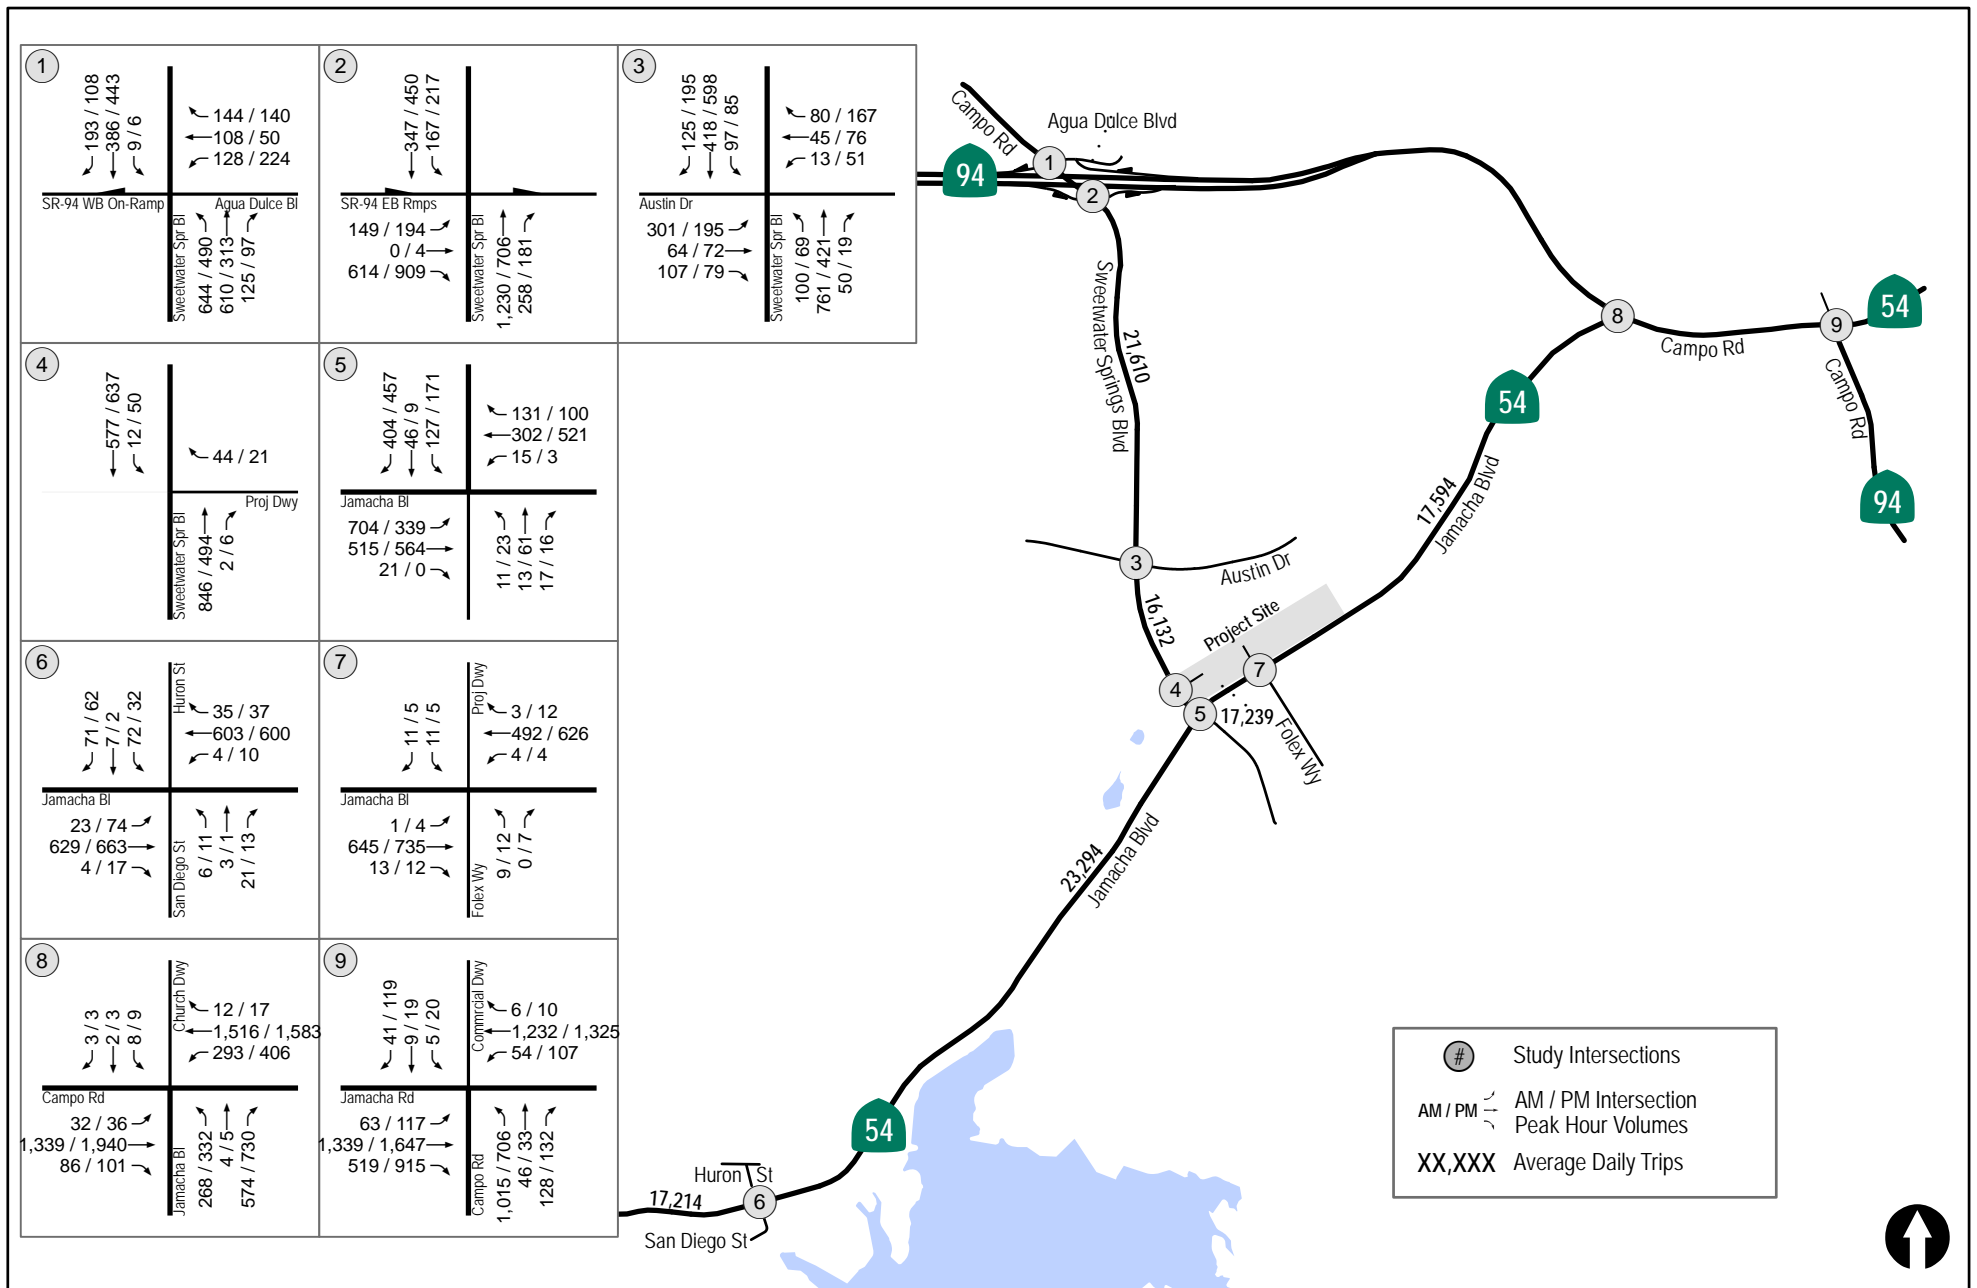 1
193 / 108
386 / 443
9 / 6
144 / 140
108 / 50
128 / 224
SR-94 WB On-Ramp
Agua Dulce Bl
Sweetwater Spr Bl
644 / 490
610 / 313
125 / 97
2
347 / 450
167 / 217
SR-94 EB Rmps
149 / 194
0 / 4
614 / 909
Sweetwater Spr Bl
1,230 / 706
258 / 181
3
125 / 195
418 / 598
97 / 85
80 / 167
45 / 76
13 / 51
Austin Dr
301 / 195
64 / 72
107 / 79
Sweetwater Spr Bl
100 / 69
761 / 421
50 / 19
4
577 / 637
12 / 50
44 / 21
Proj Dwy
Sweetwater Spr Bl
846 / 494
2 / 6
5
404 / 457
46 / 9
127 / 171
131 / 100
302 / 521
15 / 3
Jamacha Bl
704 / 339
515 / 564
21 / 0
11 / 23
13 / 61
17 / 16
6
71 / 62
7 / 2
72 / 32
Huron St
35 / 37
603 / 600
4 / 10
Jamacha Bl
23 / 74
629 / 663
4 / 17
San Diego St
6 / 11
3 / 1
21 / 13
7
11 / 5
11 / 5
Proj Dwy
3 / 12
492 / 626
4 / 4
Jamacha Bl
1 / 4
645 / 735
13 / 12
Folex Wy
9 / 12
0 / 7
8
3 / 3
2 / 3
8 / 9
Church Dwy
12 / 17
1,516 / 1,583
293 / 406
Campo Rd
32 / 36
1,339 / 1,940
86 / 101
Jamacha Bl
268 / 332
4 / 5
574 / 730
9
41 / 119
9 / 19
5 / 20
Commrcial Dwy
6 / 10
1,232 / 1,325
54 / 107
Jamacha Rd
63 / 117
1,339 / 1,647
519 / 915
Campo Rd
1,015 / 706
46 / 33
128 / 132
Campo Rd
Agua Dulce Blvd
94
1
2
Sweetwater Springs Blvd
21,610
8
Campo Rd
9
54
Campo Rd
94
54
17,594
Jamacha Blvd
3
Austin Dr
16,132
Project Site
4
5
7
17,239
Folex Wy
23,294
Jamacha Blvd
54
Huron St
6
17,214
San Diego St
# Study Intersections
AM / PM AM / PM Intersection
Peak Hour Volumes
XX,XXX Average Daily Trips